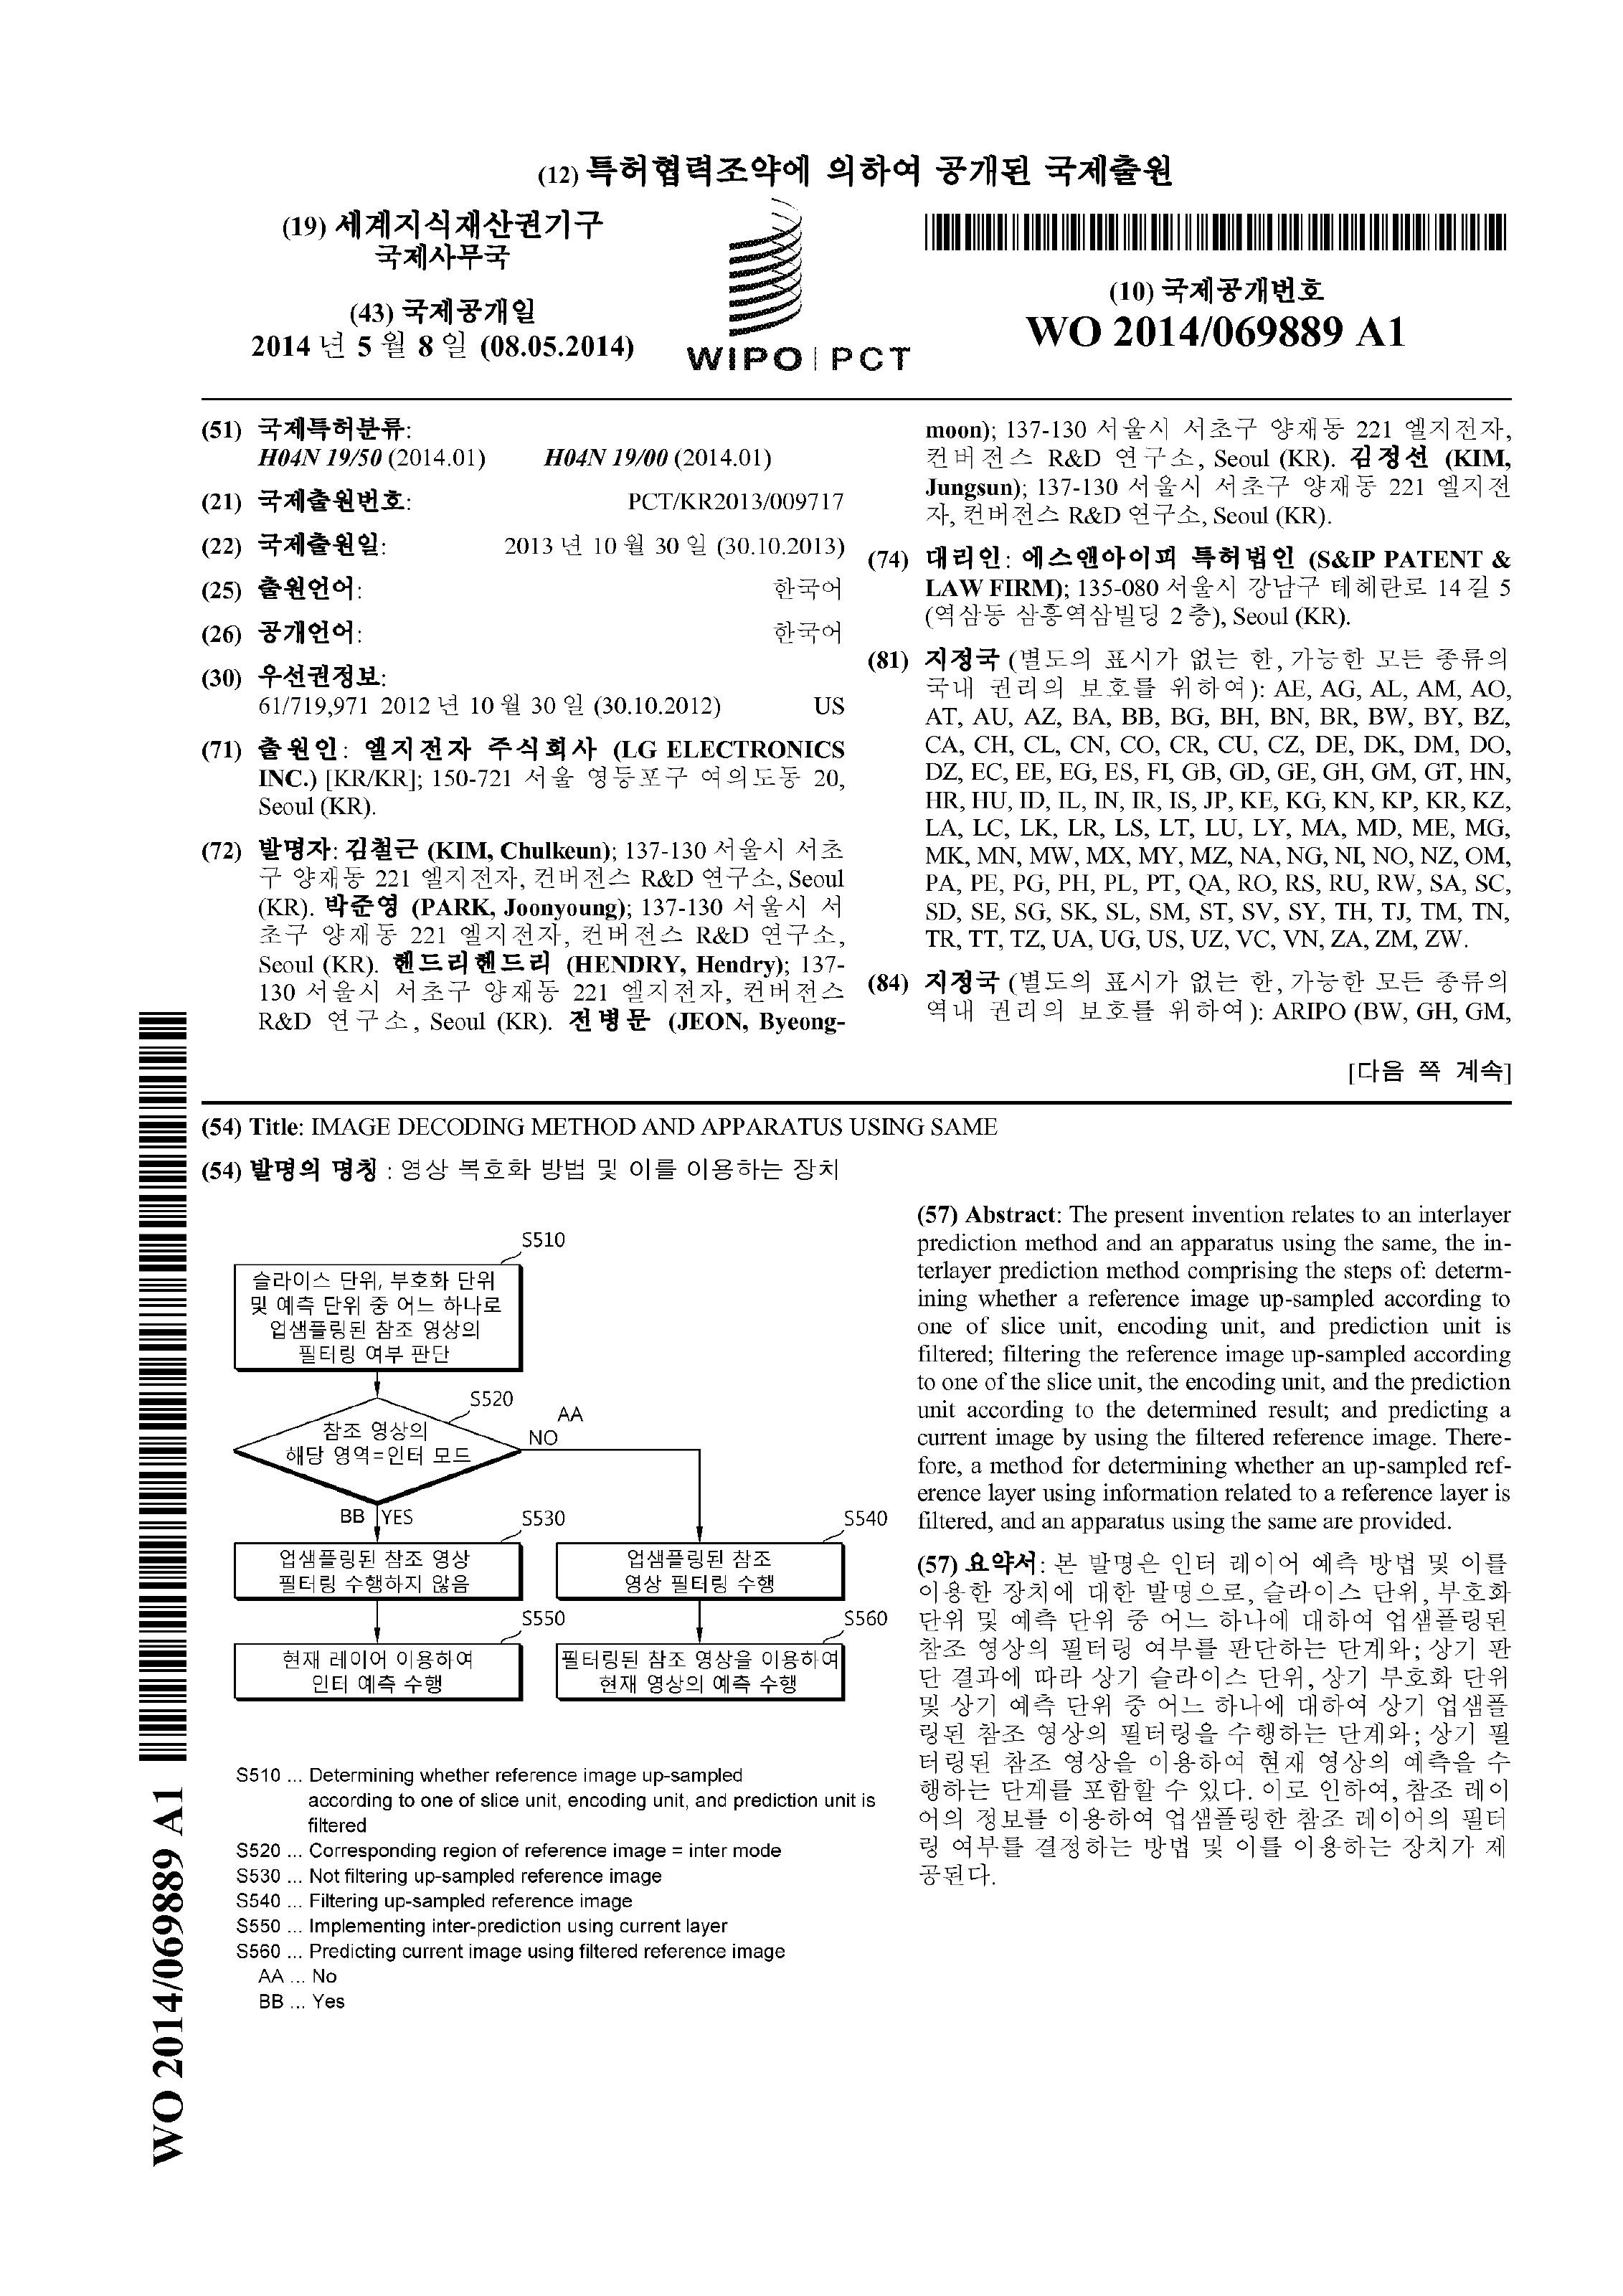 (12) 특허협력조약에 의하여 공개된 국제출원
(19) 세계지식재산권기구
국제사무국
(43) 국제공개일
2014 년 5 월 8 일 (08.05.2014)
WIPO | PCT
(10) 국제공개번호
WO 2014/069889 A1
(51) 국제특허분류:
H04N 19/50 (2014.01) H04N 19/00 (2014.01)
(21) 국제출원번호: PCT/KR2013/009717
(22) 국제출원일: 2013 년 10 월 30 일 (30.10.2013)
(25) 출원언어: 한국어
(26) 공개언어: 한국어
(30) 우선권정보:
61/719,971 2012 년 10 월 30 일 (30.10.2012) US
(71) 출원인: 엘지전자 주식회사 (LG ELECTRONICS
INC.) [KR/KR]; 150-721 서울 영등포구 여의도동 20,
Seoul (KR).
(72) 발명자: 김철근 (KIM, Chulkeun); 137-130 서울시 서초
구 양재동 221 엘지전자, 컨버전스 R&D 연구소, Seoul
(KR). 박준영 (PARK, Joonyoung); 137-130 서울시 서
초구 양재동 221 엘지전자, 컨버전스 R&D 연구소,
Seoul (KR). 헨드리헨드리 (HENDRY, Hendry); 137-
130 서울시 서초구 양재동 221 엘지전자, 컨버전스
R&D 연구소, Seoul (KR). 전병문 (JEON, Byeong-
moon); 137-130 서울시 서초구 양재동 221 엘지전자,
컨버전스 R&D 연구소, Seoul (KR). 김정선 (KIM,
Jungsun); 137-130 서울시 서초구 양재동 221 엘지전
자, 컨버전스 R&D 연구소, Seoul (KR).
(74) 대리인: 에스앤아이피 특허법인 (S&IP PATENT &
LAW FIRM); 135-080 서울시 강남구 테헤란로 14 길 5
(역삼동 삼흥역삼빌딩 2 층), Seoul (KR).
(81) 지정국 (별도의 표시가 없는 한, 가능한 모든 종류의
국내 권리의 보호를 위하여): AE, AG, AL, AM, AO,
AT, AU, AZ, BA, BB, BG, BH, BN, BR, BW, BY, BZ,
CA, CH, CL, CN, CO, CR, CU, CZ, DE, DK, DM, DO,
DZ, EC, EE, EG, ES, FI, GB, GD, GE, GH, GM, GT, HN,
HR, HU, ID, IL, IN, IR, IS, JP, KE, KG, KN, KP, KR, KZ,
LA, LC, LK, LR, LS, LT, LU, LY, MA, MD, ME, MG,
MK, MN, MW, MX, MY, MZ, NA, NG, NI, NO, NZ, OM,
PA, PE, PG, PH, PL, PT, QA, RO, RS, RU, RW, SA, SC,
SD, SE, SG, SK, SL, SM, ST, SV, SY, TH, TJ, TM, TN,
TR, TT, TZ, UA, UG, US, UZ, VC, VN, ZA, ZM, ZW.
(84) 지정국 (별도의 표시가 없는 한, 가능한 모든 종류의
역내 권리의 보호를 위하여): ARIPO (BW, GH, GM,
[다음 쪽 계속]
(54) Title: IMAGE DECODING METHOD AND APPARATUS USING SAME
(54) 발명의 명칭 : 영상 복호화 방법 및 이를 이용하는 장치
S510
슬라이스 단위, 부호화 단위
및 예측 단위 중 어느 하나로
업샘플링된 참조 영상의
필터링 여부 판단
S520
참조 영상의
해당 영역=인터 모드
AA
NO
BB YES
S530
업샘플링된 참조 영상
필터링 수행하지 않음
S540
업샘플링된 참조
영상 필터링 수행
S550
현재 레이어 이용하여
인터 예측 수행
S560
필터링된 참조 영상을 이용하여
현재 영상의 예측 수행
S510 ... Determining whether reference image up-sampled
according to one of slice unit, encoding unit, and prediction unit is
filtered
S520 ... Corresponding region of reference image = inter mode
S530 ... Not filtering up-sampled reference image
S540 ... Filtering up-sampled reference image
S550 ... Implementing inter-prediction using current layer
S560 ... Predicting current image using filtered reference image
AA ... No
BB ... Yes
(57) Abstract: The present invention relates to an interlayer
prediction method and an apparatus using the same, the in-
terlayer prediction method comprising the steps of: determ-
ining whether a reference image up-sampled according to
one of slice unit, encoding unit, and prediction unit is
filtered; filtering the reference image up-sampled according
to one of the slice unit, the encoding unit, and the prediction
unit according to the determined result; and predicting a
current image by using the filtered reference image. There-
fore, a method for determining whether an up-sampled ref-
erence layer using information related to a reference layer is
filtered, and an apparatus using the same are provided.
(57) 요약서: 본 발명은 인터 레이어 예측 방법 및 이를
이용한 장치에 대한 발명으로, 슬라이스 단위, 부호화
단위 및 예측 단위 중 어느 하나에 대하여 업샘플링된
참조 영상의 필터링 여부를 판단하는 단계와; 상기 판
단 결과에 따라 상기 슬라이스 단위, 상기 부호화 단위
및 상기 예측 단위 중 어느 하나에 대하여 상기 업샘플
링된 참조 영상의 필터링을 수행하는 단계와; 상기 필
터링된 참조 영상을 이용하여 현재 영상의 예측을 수
행하는 단계를 포함할 수 있다. 이로 인하여, 참조 레이
어의 정보를 이용하여 업샘플링한 참조 레이어의 필터
링 여부를 결정하는 방법 및 이를 이용하는 장치가 제
공된다.
WO 2014/069889 A1